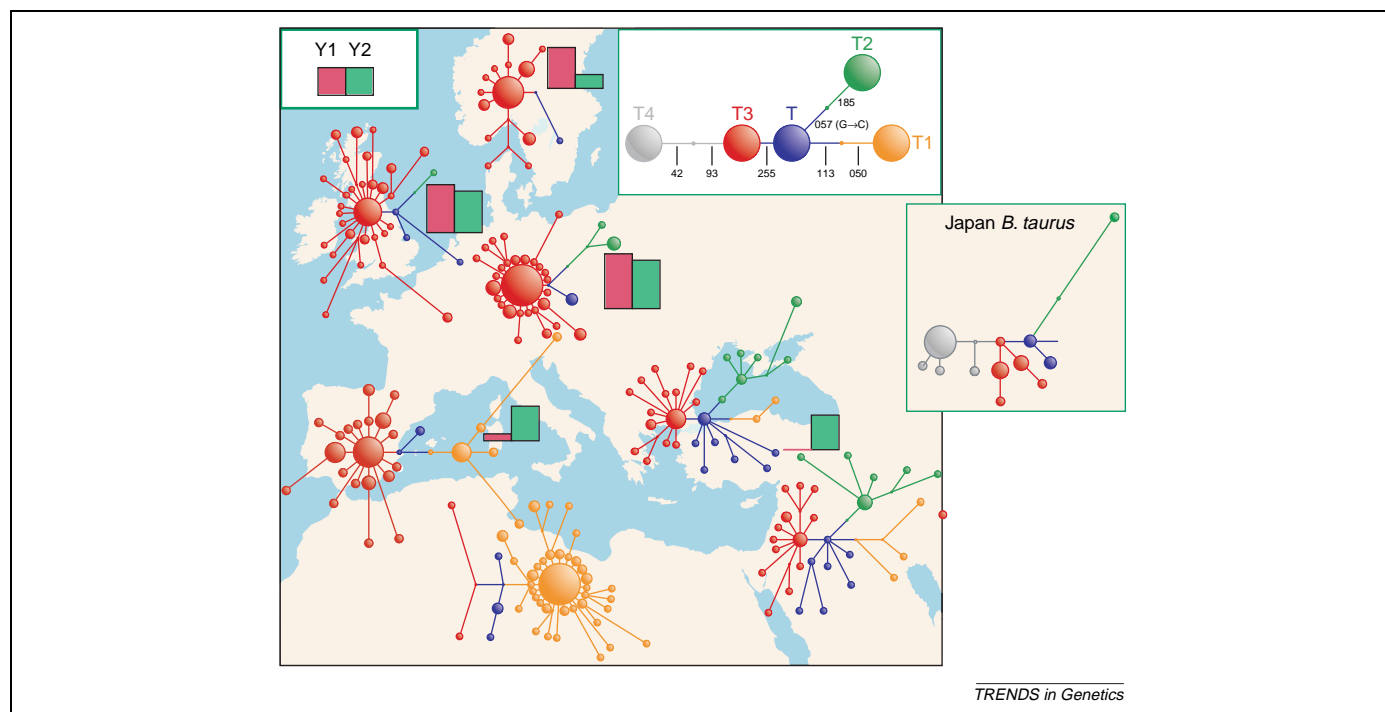 Y1 Y2
T2
185
T4
T3
T
057 (G→C)
T1
42
93
255
113
050
Japan B. taurus
TRENDS in Genetics